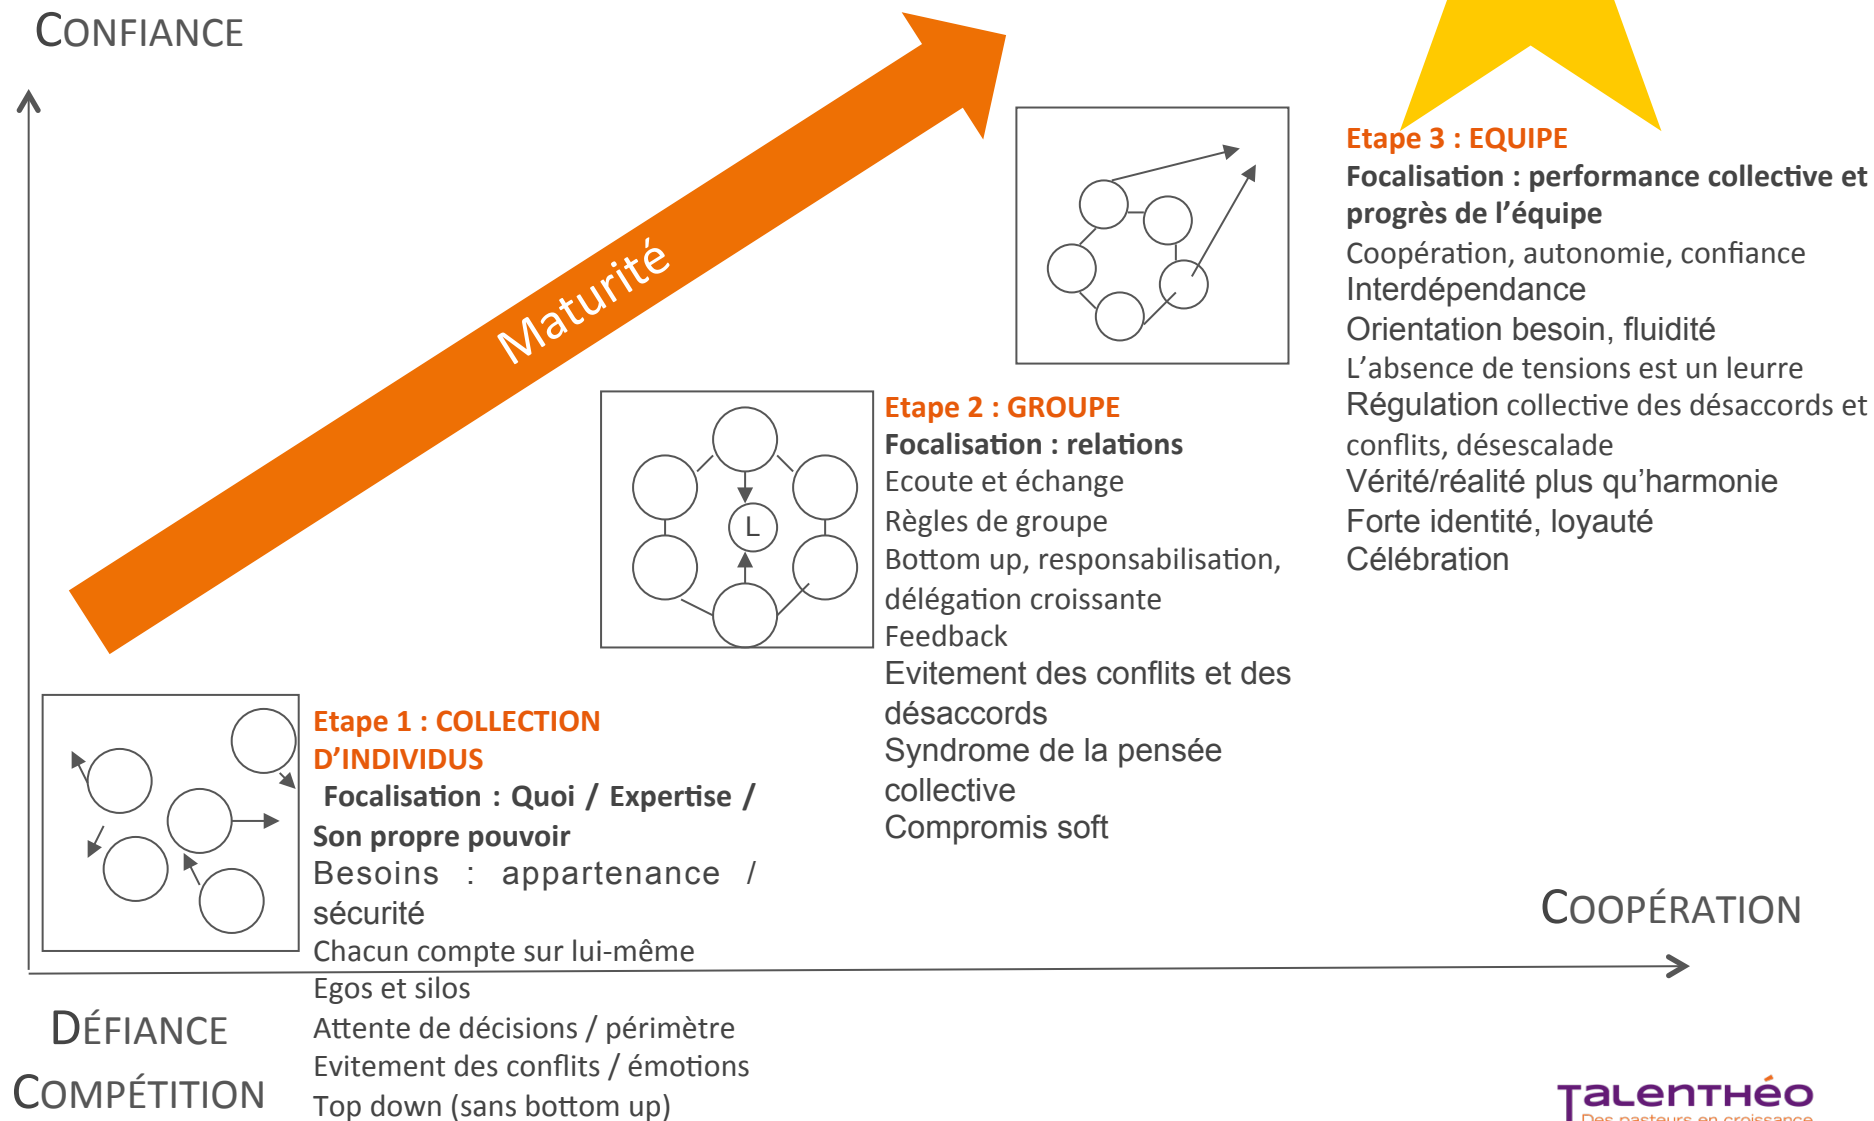 CONFIANCE
Maturité
Etape 3 : EQUIPE
Focalisation : performance collective et
progrès de l’équipe
Coopération, autonomie, confiance
Interdépendance
Orientation besoin, fluidité
L’absence de tensions est un leurre
Régulation collective des désaccords et
conflits, désescalade
Vérité/réalité plus qu’harmonie
Forte identité, loyauté
Célébration
Etape 2 : GROUPE
Focalisation : relations
Ecoute et échange
Règles de groupe
Bottom up, responsabilisation,
délégation croissante
Feedback
Evitement des conflits et des
désaccords
Syndrome de la pensée
collective
Compromis soft
L
Etape 1 : COLLECTION
D’INDIVIDUS
Focalisation : Quoi / Expertise /
Son propre pouvoir
Besoins : appartenance /
sécurité
Chacun compte sur lui-même
Egos et silos
Attente de décisions / périmètre
Evitement des conflits / émotions
Top down (sans bottom up)
COOPÉRATION
DÉFIANCE
COMPÉTITION
TALENTHÉO
Des pasteurs en croissance